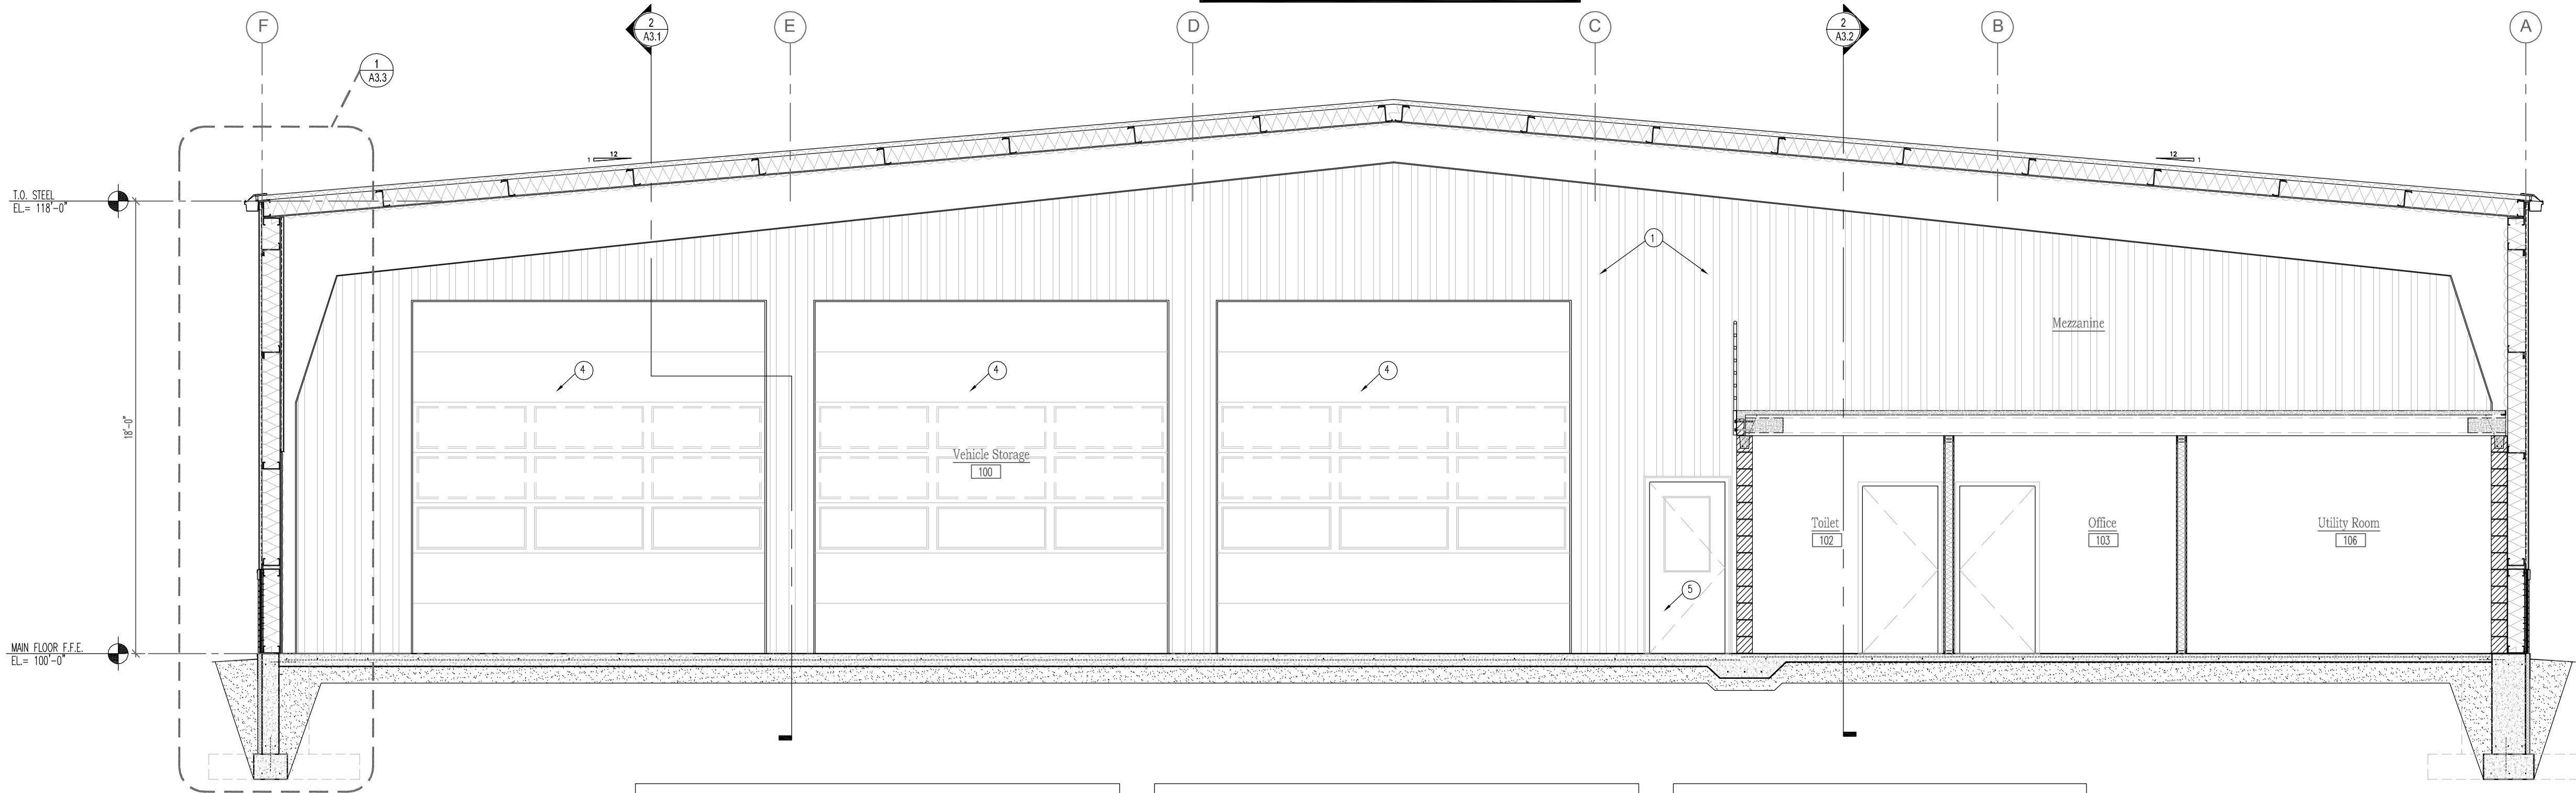 F
2
A3.1
E
D
C
2
A3.2
B
A
1
A3.3
12
1
12
1
T.O. STEEL
EL.= 118'-0"
1
Mezzanine
4
4
4
18'-0"
Vehicle Storage
100
Toilet
102
Office
103
Utility Room
106
5
MAIN FLOOR F.F.E.
EL.= 100'-0"